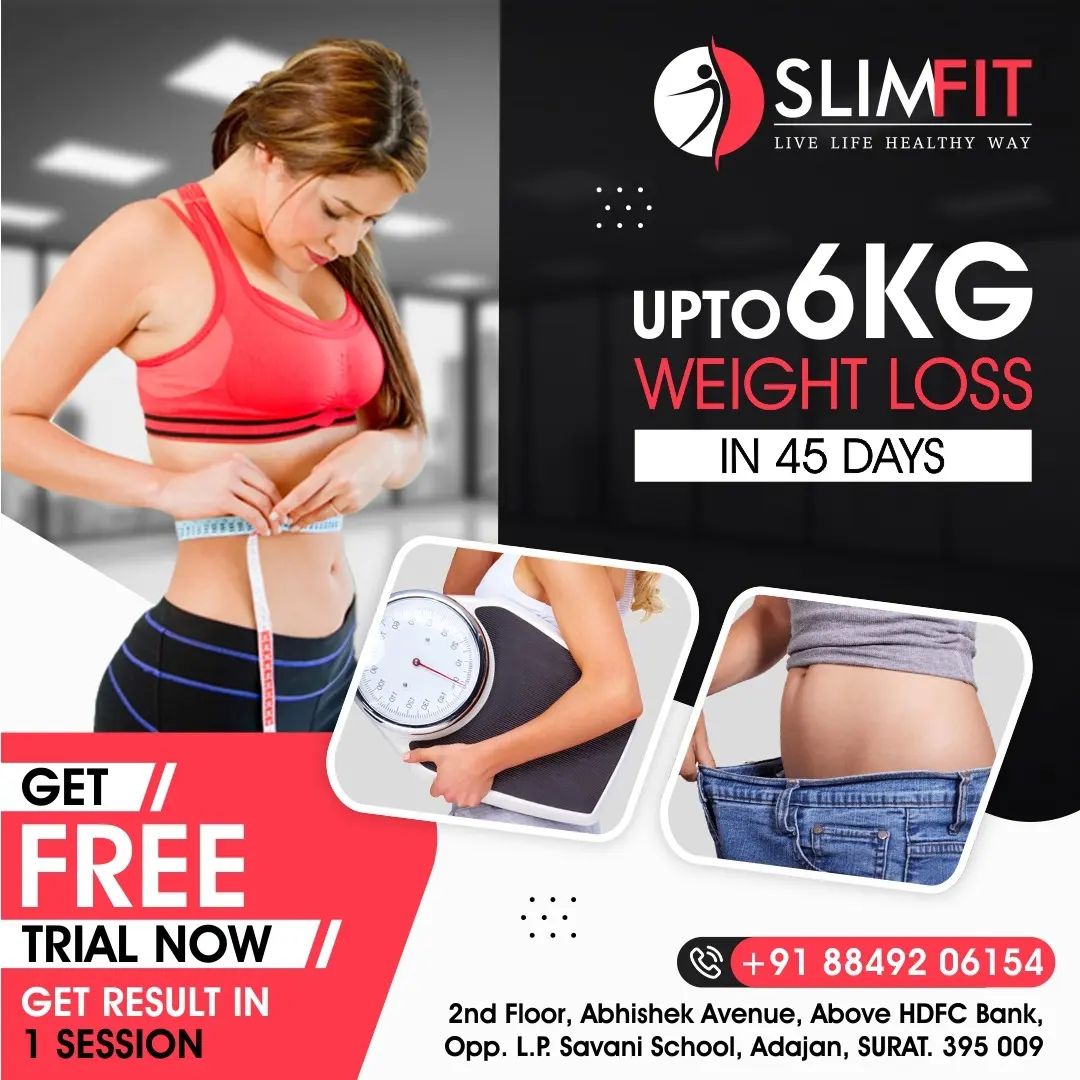 SLIMFIT
LIVE LIFE HEALTHY WAY
UPTO 6KG
WEIGHT LOSS
IN 45 DAYS
GET
FREE
TRIAL NOW
GET RESULT IN
1 SESSION
+91 88492 06154
2nd Floor, Abhishek Avenue, Above HDFC Bank,
Opp. L.P. Savani School, Adajan, SURAT. 395 009